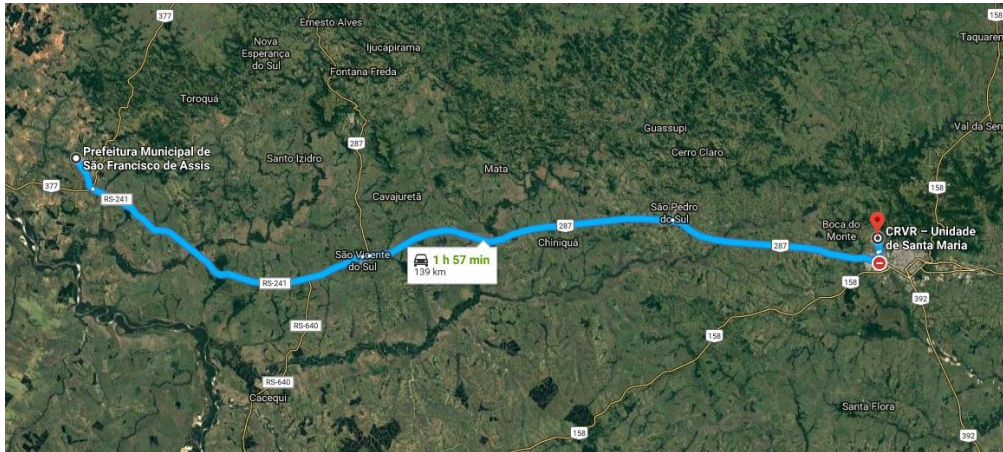 377
158
Ernesto Alves
Taquarem
Nova
Esperança
do Sul
Ijucapirama
Fontana Freda
Toroquá
Guassupi
Val da Serr
287
Prefeitura Municipal de
São Francisco de Assis
Santo Izidro
Cerro Claro
Mata
377
158
RS-241
Cavajuretã
São Pedro
do Sul
287
Boca do
Monte
CRVR – Unidade
de Santa Maria
Chiniquá
287
São Vicente
do Sul
1 h 57 min
139 km
RS-241
158
392
RS-640
158
RS-640
Cacequi
Santa Flora
158
392